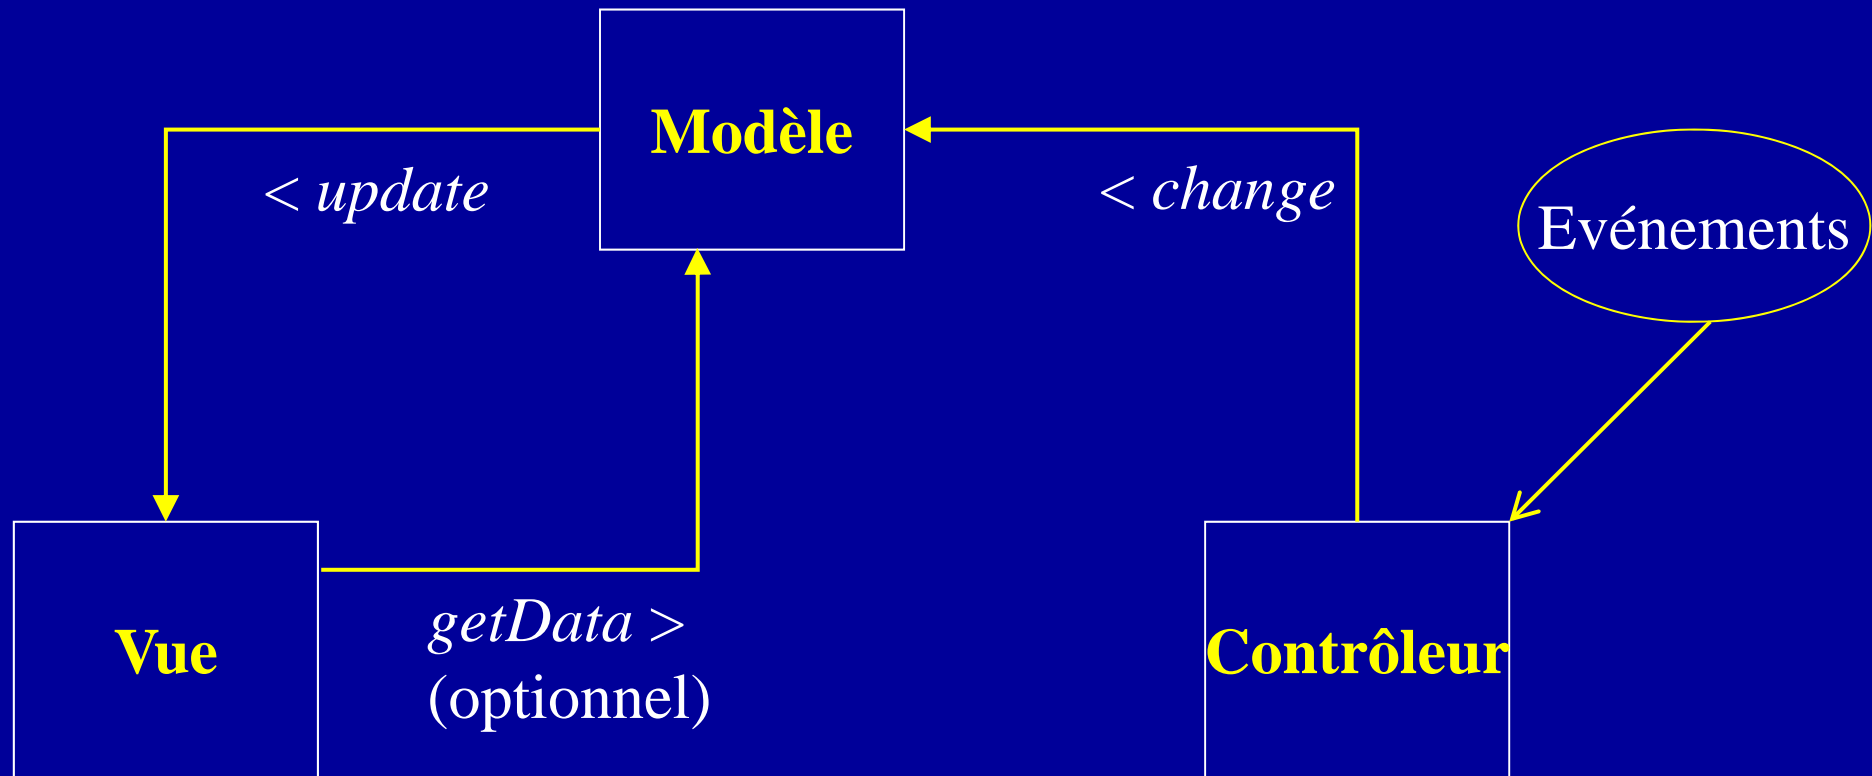 Modèle
< update
< change
Evénements
Vue
getData >
(optionnel)
Contrôleur